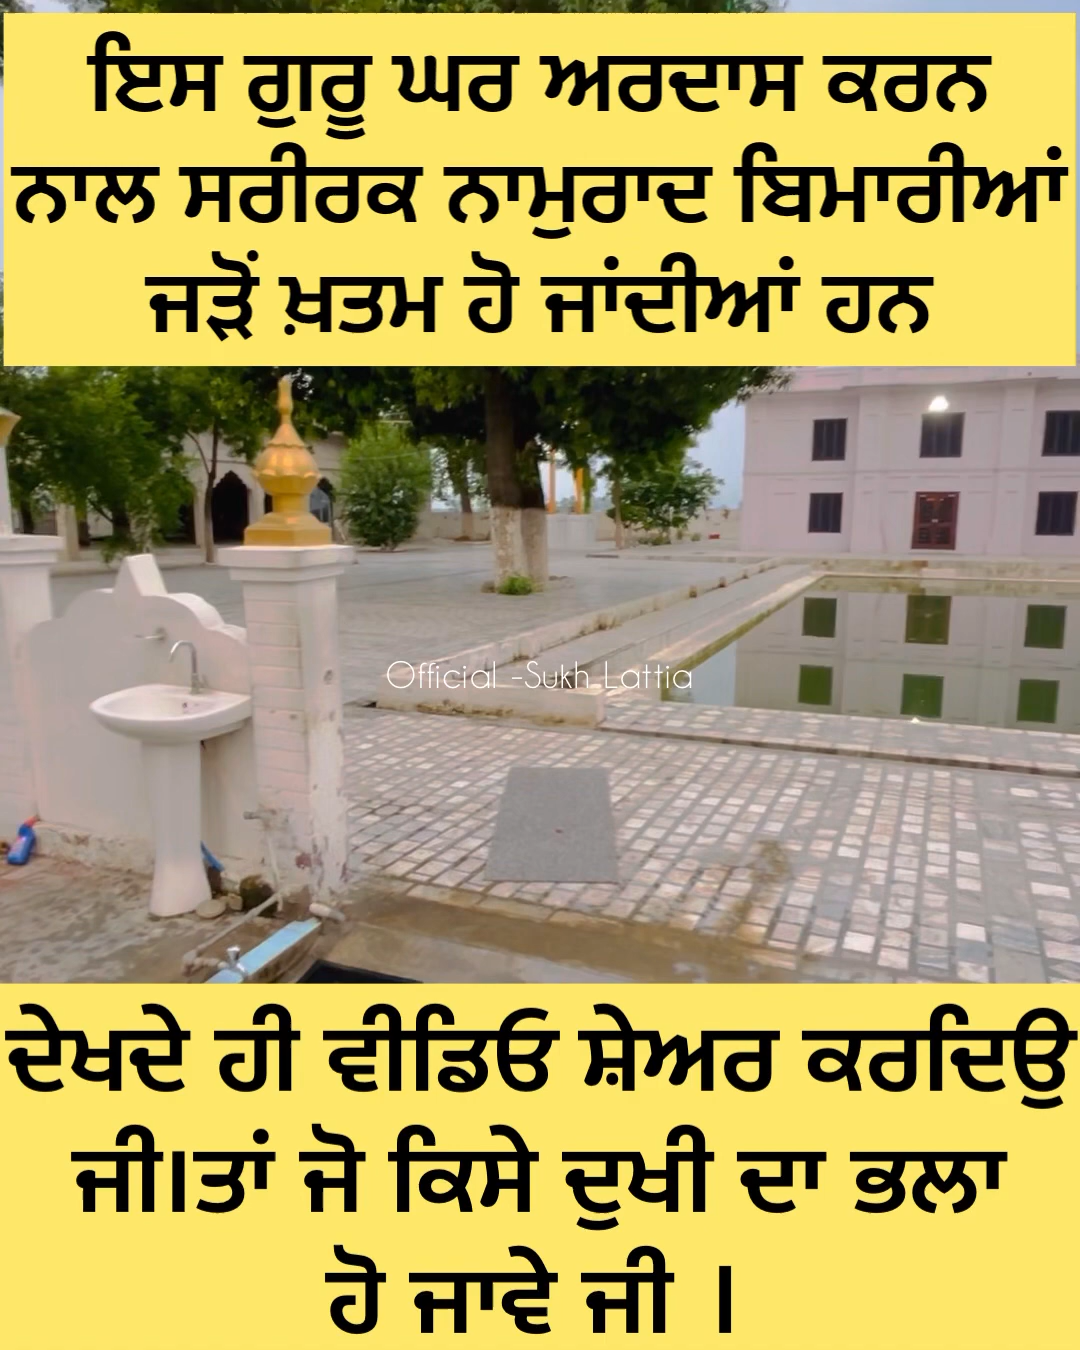 ਇਸ ਗੁਰੂ ਘਰ ਅਰਦਾਸ ਕਰਨ
ਨਾਲ ਸਰੀਰਕ ਨਾਮੁਰਾਦ ਬਿਮਾਰੀਆਂ
ਜੜੋਂ ਖ਼ਤਮ ਹੋ ਜਾਂਦੀਆਂ ਹਨ
Official -Sukh Lattia
ਦੇਖਦੇ ਹੀ ਵੀਡਿਓ ਸ਼ੇਅਰ ਕਰਦਿਉ
ਜੀ।ਤਾਂ ਜੋ ਕਿਸੇ ਦੁਖੀ ਦਾ ਭਲਾ
ਹੋ ਜਾਵੇ ਜੀ ।